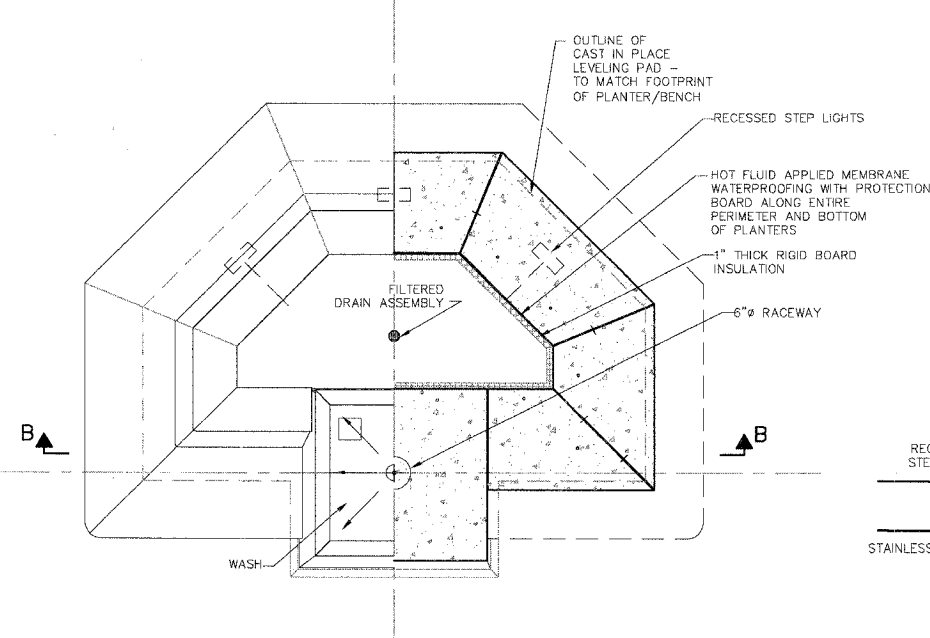 OUTLINE OF
CAST IN PLACE
LEVELING PAD –
TO MATCH FOOTPRINT
OF PLANTER/BENCH
RECESSED STEP LIGHTS
HOT FLUID APPLIED MEMBRANE
WATERPROOFING WITH PROTECTION
BOARD ALONG ENTIRE
PERIMETER AND BOTTOM
OF PLANTERS
1" THICK RIGID BOARD
INSULATION
FILTERED
DRAIN ASSEMBLY
6"ø RACEWAY
B
B
WASH
STAINLESS